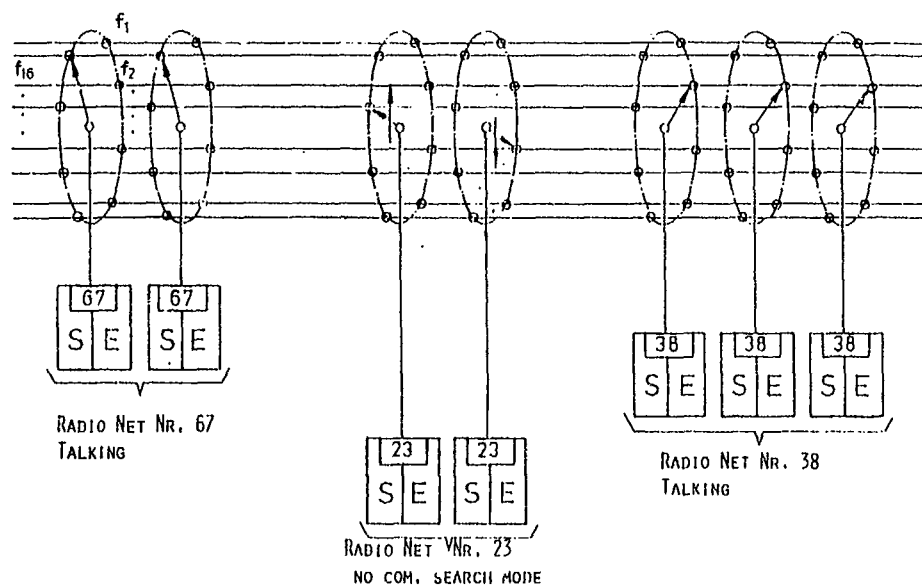 f1
f16
f2
67
67
S E
S E
RADIO NET NR. 67
TALKING
23
23
S E
S E
RADIO NET VNR. 23
NO COM, SEARCH MODE
38
38
38
S E
S E
S E
RADIO NET NR. 38
TALKING